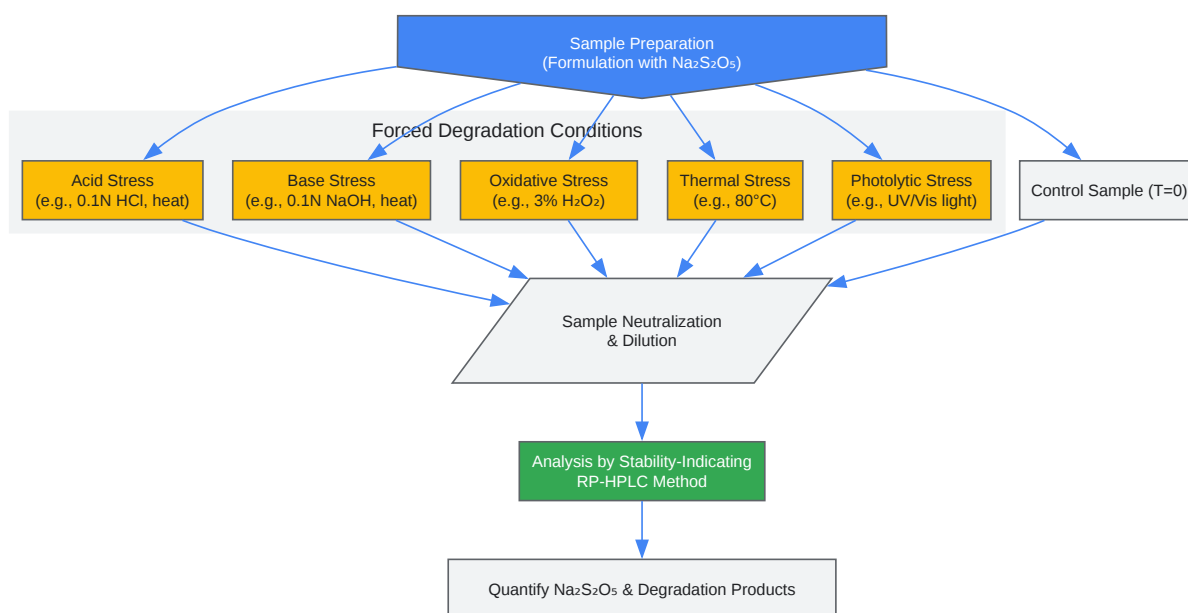 Sample Preparation
(Formulation with Na₂S₂O₅)
Forced Degradation Conditions
Acid Stress
(e.g., 0.1N HCl, heat)
Base Stress
(e.g., 0.1N NaOH, heat)
Oxidative Stress
(e.g., 3% H₂O₂)
Thermal Stress
(e.g., 80°C)
Photolytic Stress
(e.g., UV/Vis light)
Control Sample (T=0)
Sample Neutralization
& Dilution
Analysis by Stability-Indicating
RP-HPLC Method
Quantify Na₂S₂O₅ & Degradation Products